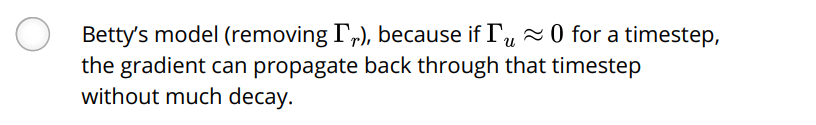 Betty’s model (removing Γᵣ), because if Γᵤ ≈ 0 for a timestep,
the gradient can propagate back through that timestep
without much decay.